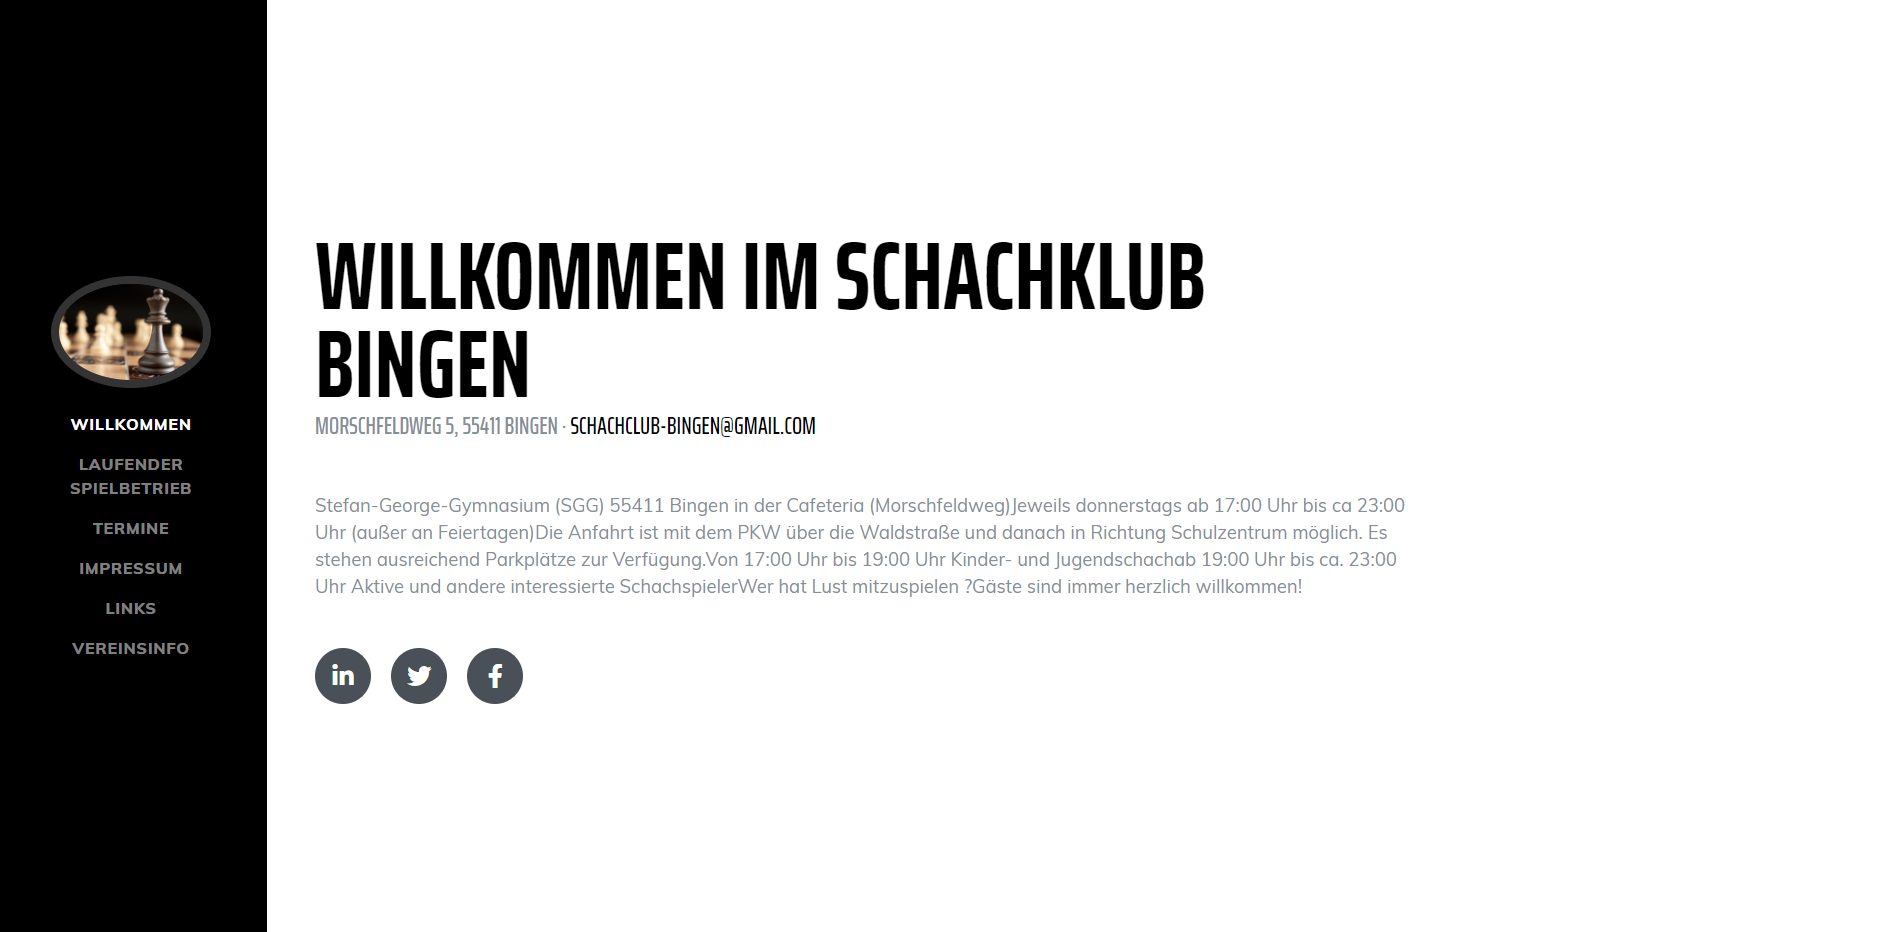 WILLKOMMEN
LAUFENDER
SPIELBETRIEB
TERMINE
IMPRESSUM
LINKS
VEREINSINFO
WILLKOMMEN IM SCHACHKLUB
BINGEN
MORSCHFELDWEG 5, 55411 BINGEN · SCHACHCLUB-BINGEN@GMAIL.COM
Stefan-George-Gymnasium (SGG) 55411 Bingen in der Cafeteria (Morschfeldweg)Jeweils donnerstags ab 17:00 Uhr bis ca 23:00
Uhr (außer an Feiertagen)Die Anfahrt ist mit dem PKW über die Waldstraße und danach in Richtung Schulzentrum möglich. Es
stehen ausreichend Parkplätze zur Verfügung.Von 17:00 Uhr bis 19:00 Uhr Kinder- und Jugendschachab 19:00 Uhr bis ca. 23:00
Uhr Aktive und andere interessierte SchachspielerWer hat Lust mitzuspielen ?Gäste sind immer herzlich willkommen!